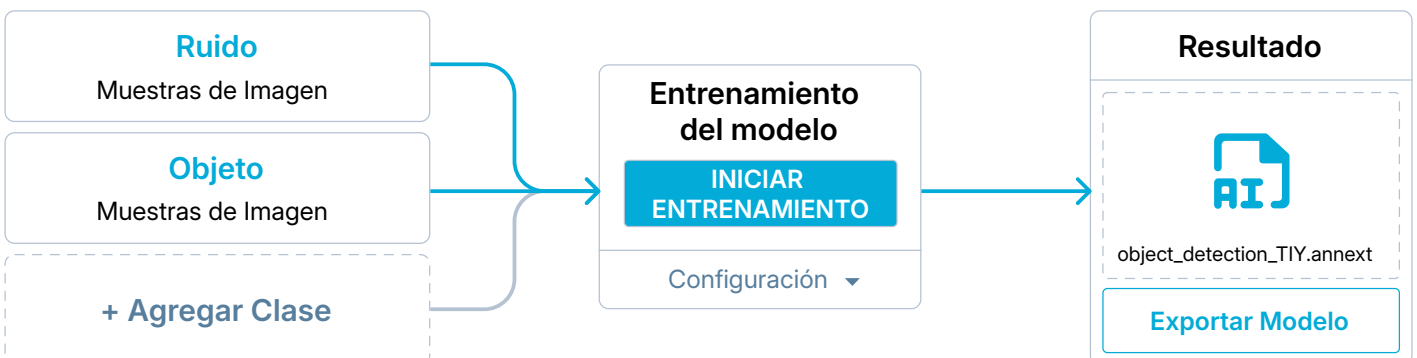 Ruido
Muestras de Imagen
Objeto
Muestras de Imagen
+ Agregar Clase
Entrenamiento
del modelo
INICIAR
ENTRENAMIENTO
Configuración
Resultado
AI
object_detection_TIY.annext
Exportar Modelo